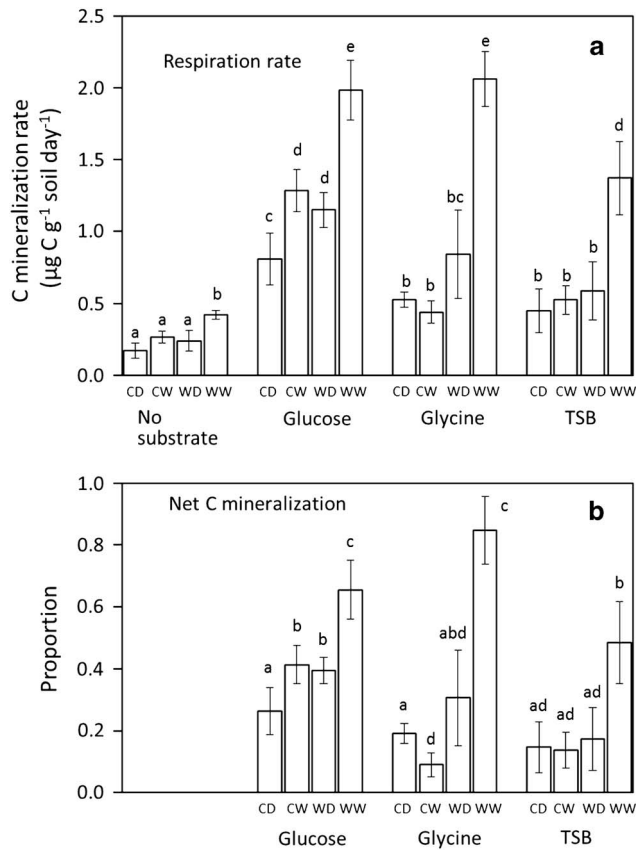 2.5
a
e
e
Respiration rate
2.0
d
d
1.5
d
bc
c
1.0
b
b
b
b
b
0.5
b
a
a
a
0.0
C mineralization rate
(µg C g⁻¹ soil day⁻¹)
CD CW WD WW CD CW WD WW CD CW WD WW CD CW WD WW
No
substrate
Glucose Glycine TSB
1.0
Net C mineralization
b
c
0.8
c
b
0.6
b
b
abd
0.4
a
a
ad
ad
ad
0.2
d
0.0
Proportion
CD CW WD WW CD CW WD WW CD CW WD WW
Glucose Glycine TSB